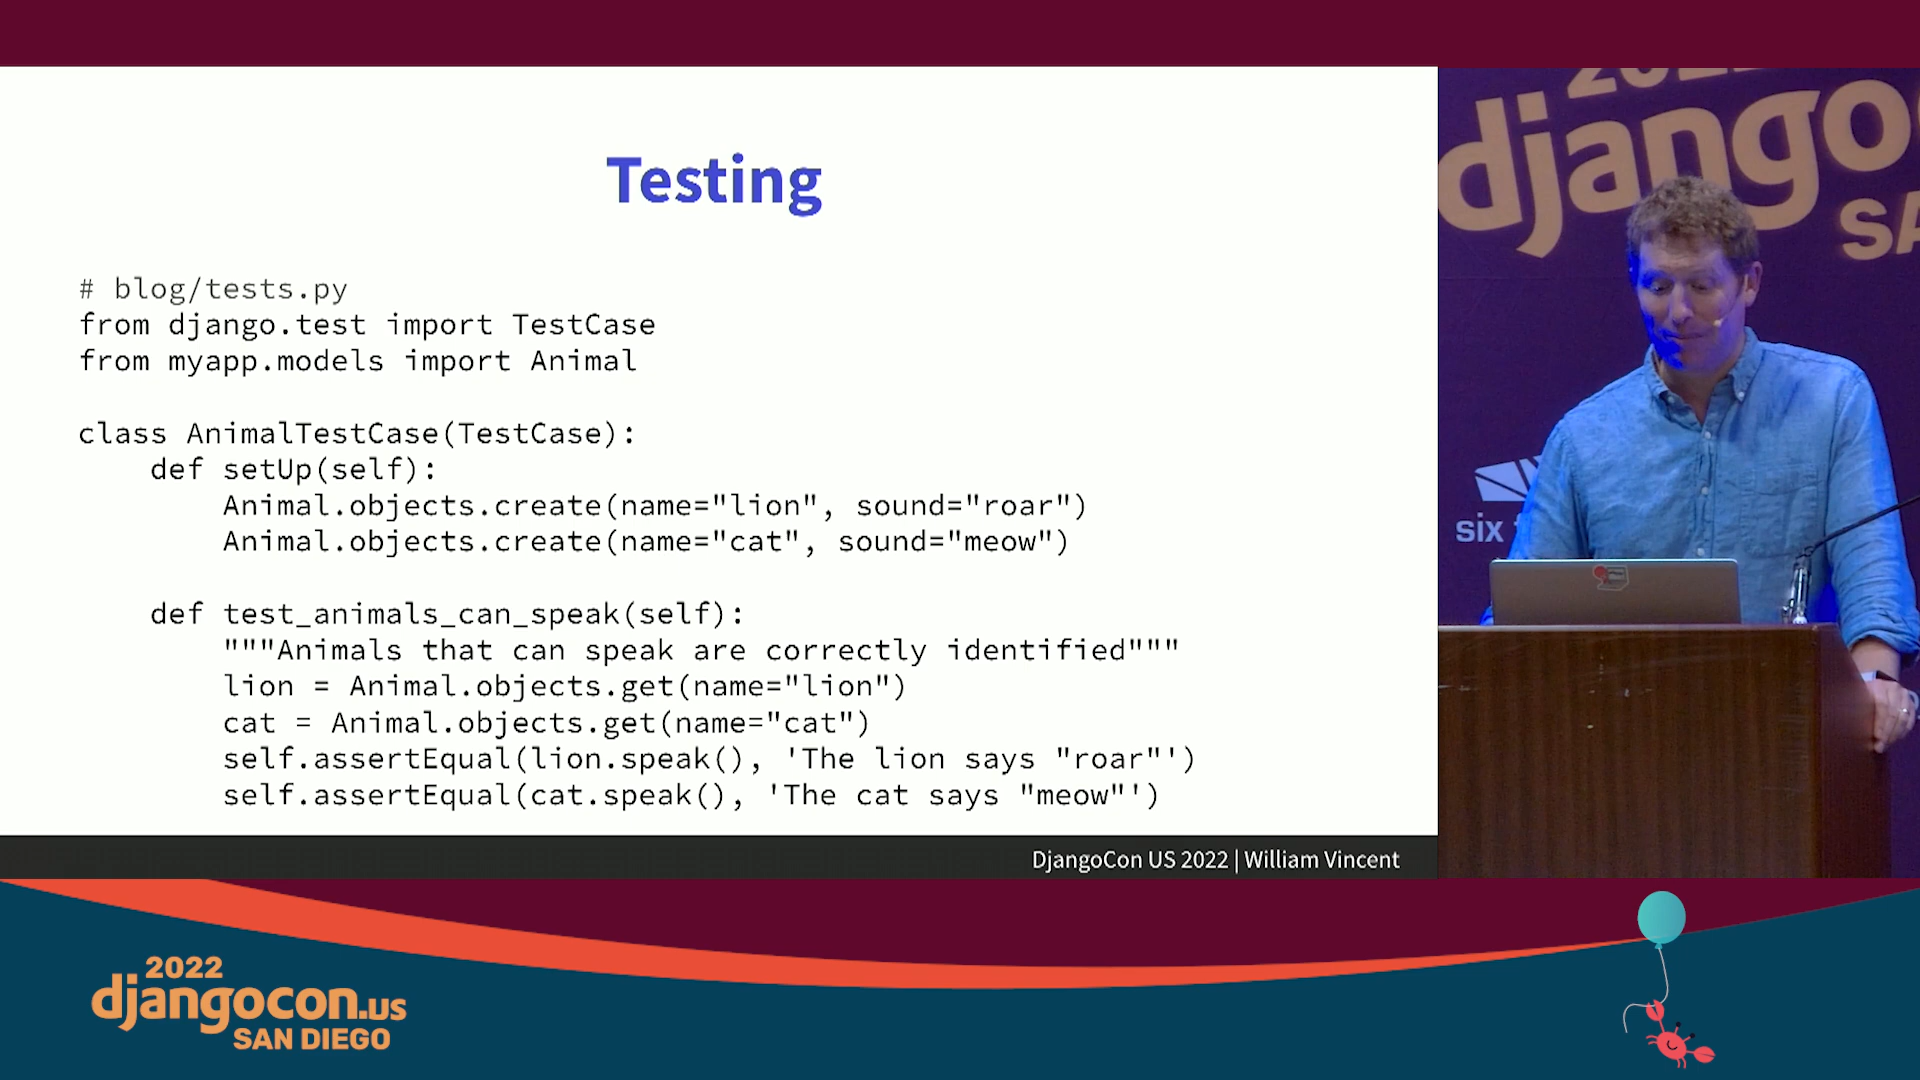 Testing
# blog/tests.py
from django.test import TestCase
from myapp.models import Animal
class AnimalTestCase(TestCase):
def setUp(self):
Animal.objects.create(name="lion", sound="roar")
Animal.objects.create(name="cat", sound="meow")
def test_animals_can_speak(self):
"""Animals that can speak are correctly identified"""
lion = Animal.objects.get(name="lion")
cat = Animal.objects.get(name="cat")
self.assertEqual(lion.speak(), 'The lion says "roar"')
self.assertEqual(cat.speak(), 'The cat says "meow"')
DjangoCon US 2022 | William Vincent
2022
djangocon.us
SAN DIEGO
2022
django
SA
six